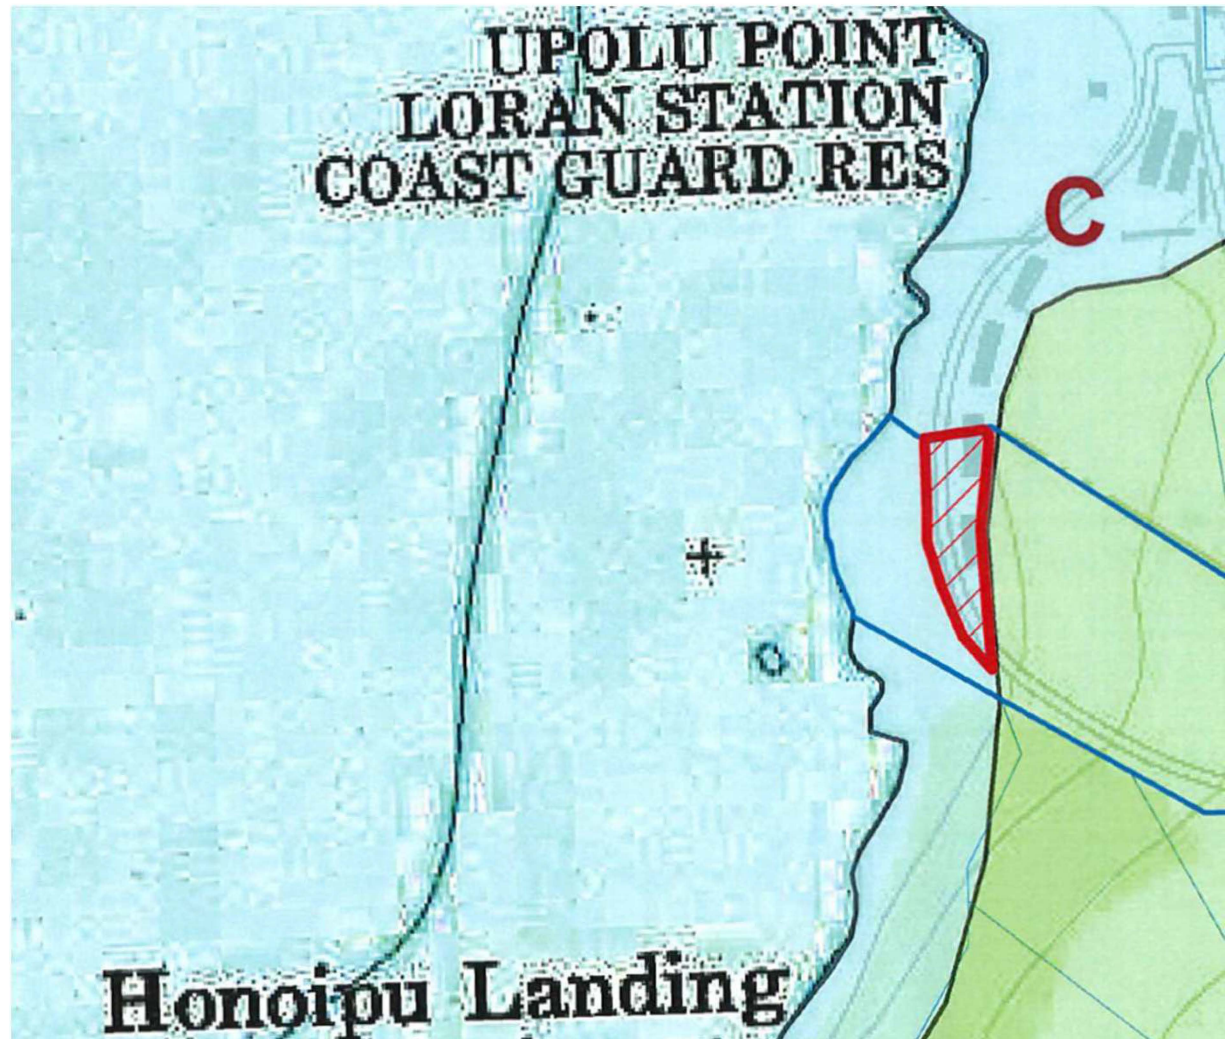 UPOLU POINT
LORAN STATION
COAST GUARD RES
C
Honoipu Landing